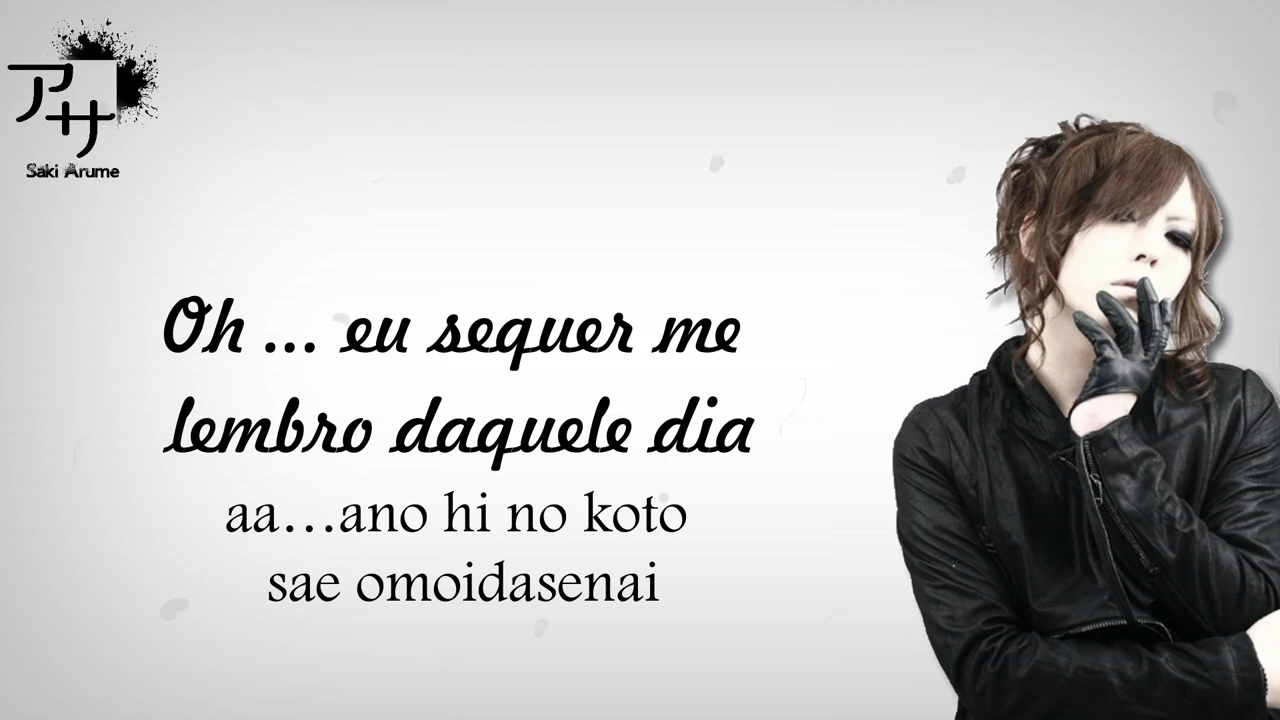 アサ
Saki Arume
Oh ... eu sequer me
lembro daquele dia
aa...ano hi no koto
sae omoidasenai